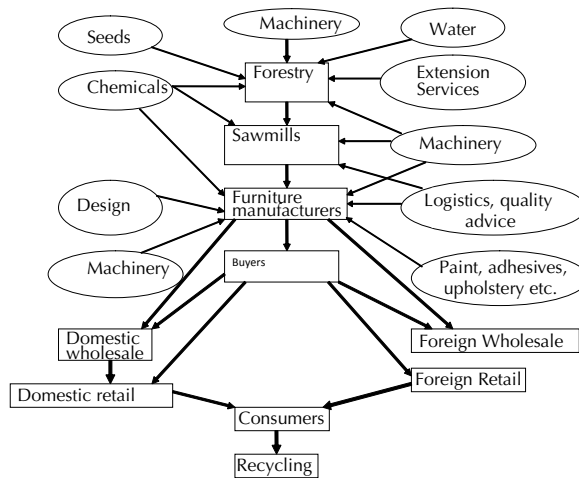 Machinery
Seeds
Water
Forestry
Extension
Services
Chemicals
Sawmills
Machinery
Furniture
manufacturers
Design
Logistics, quality
advice
Buyers
Machinery
Paint, adhesives,
upholstery etc.
Domestic
wholesale
Foreign Wholesale
Domestic retail
Foreign Retail
Consumers
Recycling